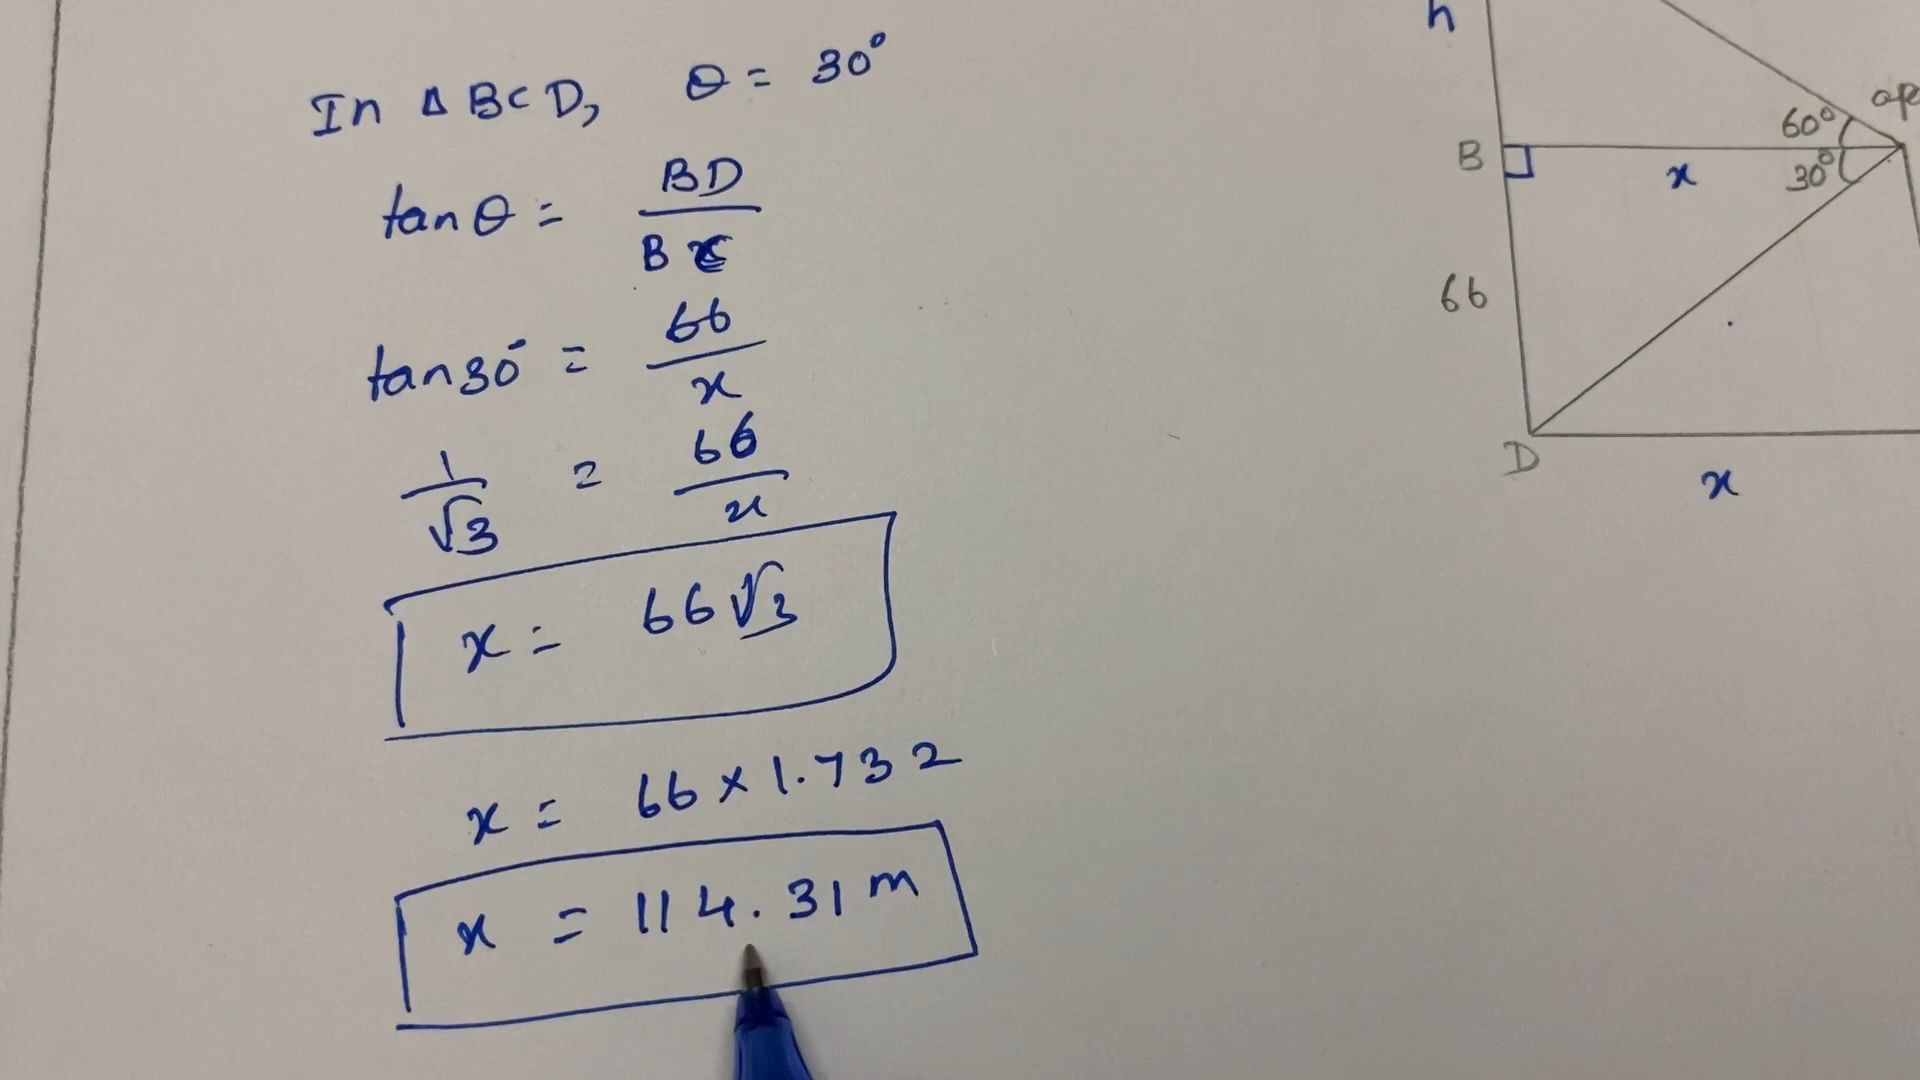 In Δ BCD, θ = 30°
tanθ = BD
BC
tan30° = 66
x
1 = 66
√3 x
x = 66√3
x = 66 × 1.732
x = 114.31 m
h
60°
B x 30°
66
D
x